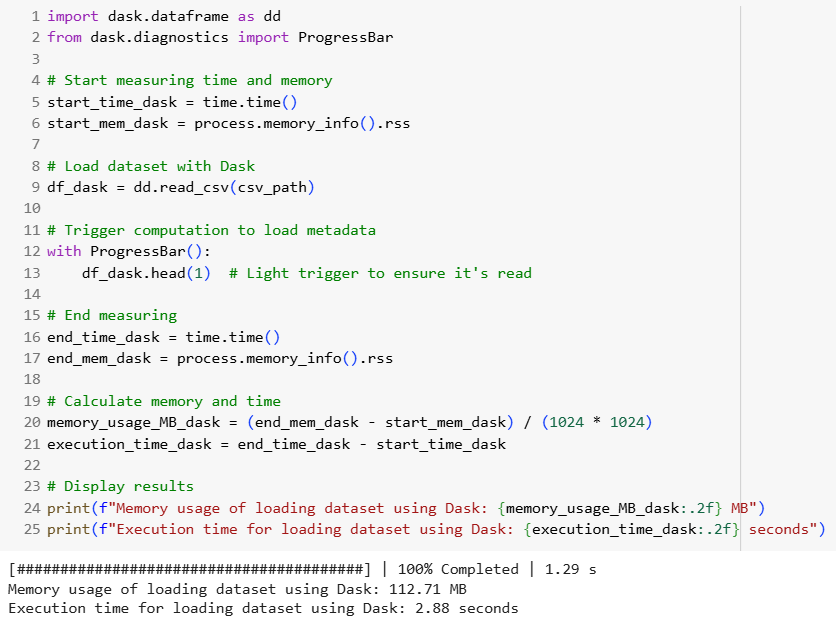 1 import dask.dataframe as dd
2 from dask.diagnostics import ProgressBar
3
4 # Start measuring time and memory
5 start_time_dask = time.time()
6 start_mem_dask = process.memory_info().rss
7
8 # Load dataset with Dask
9 df_dask = dd.read_csv(csv_path)
10
11 # Trigger computation to load metadata
12 with ProgressBar():
13     df_dask.head(1)  # Light trigger to ensure it's read
14
15 # End measuring
16 end_time_dask = time.time()
17 end_mem_dask = process.memory_info().rss
18
19 # Calculate memory and time
20 memory_usage_MB_dask = (end_mem_dask - start_mem_dask) / (1024 * 1024)
21 execution_time_dask = end_time_dask - start_time_dask
22
23 # Display results
24 print(f"Memory usage of loading dataset using Dask: {memory_usage_MB_dask:.2f} MB")
25 print(f"Execution time for loading dataset using Dask: {execution_time_dask:.2f} seconds")
[########################################] | 100% Completed | 1.29 s
Memory usage of loading dataset using Dask: 112.71 MB
Execution time for loading dataset using Dask: 2.88 seconds